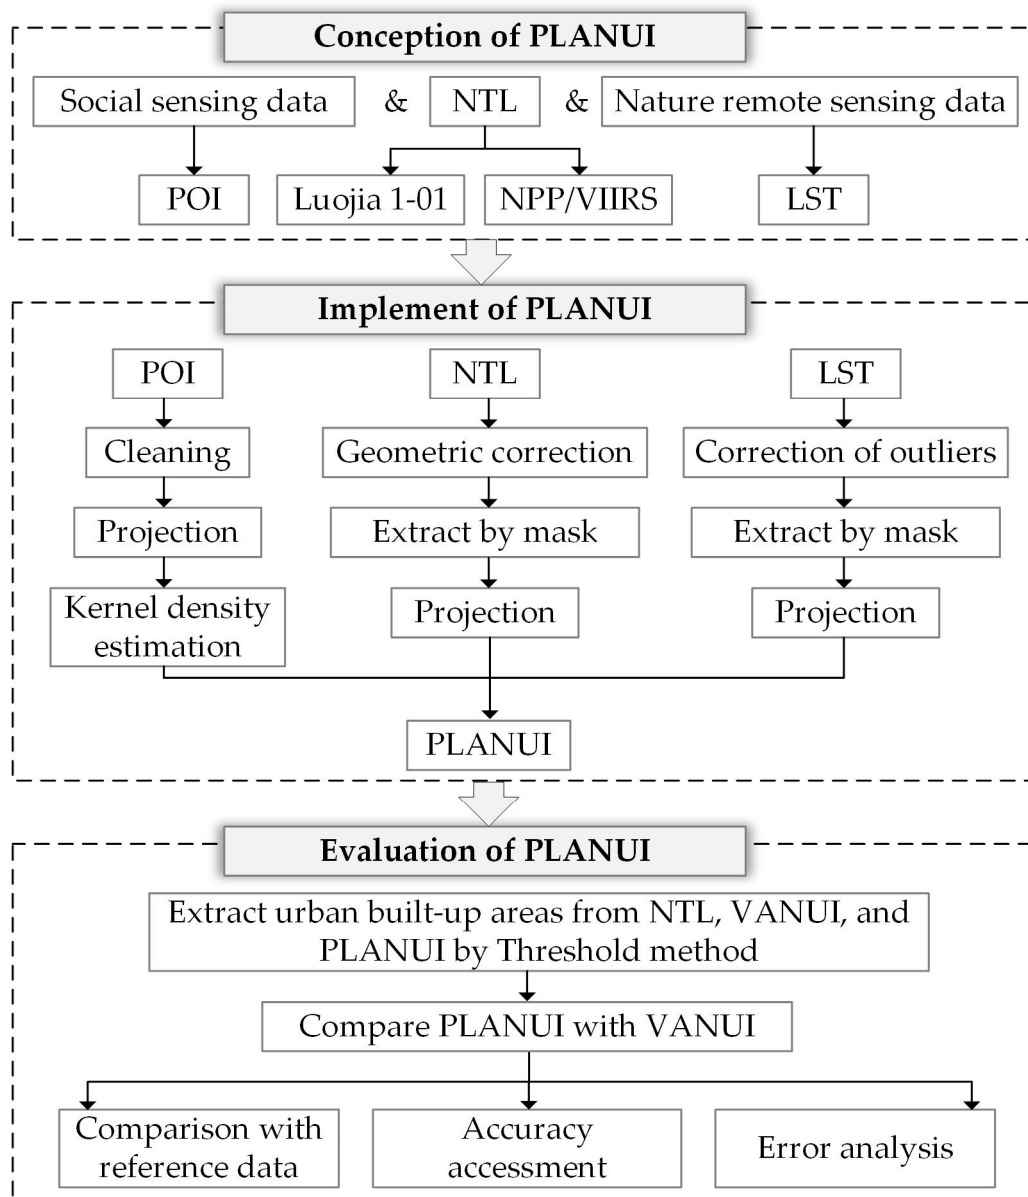 Conception of PLANUI
Social sensing data & NTL & Nature remote sensing data
POI Luojia 1-01 NPP/VIIRS LST
Implement of PLANUI
POI NTL LST
Cleaning Geometric correction Correction of outliers
Projection Extract by mask Extract by mask
Kernel density
estimation
Projection Projection
PLANUI
Evaluation of PLANUI
Extract urban built-up areas from NTL, VANUI, and
PLANUI by Threshold method
Compare PLANUI with VANUI
Comparison with
reference data
Accuracy
accessment
Error analysis